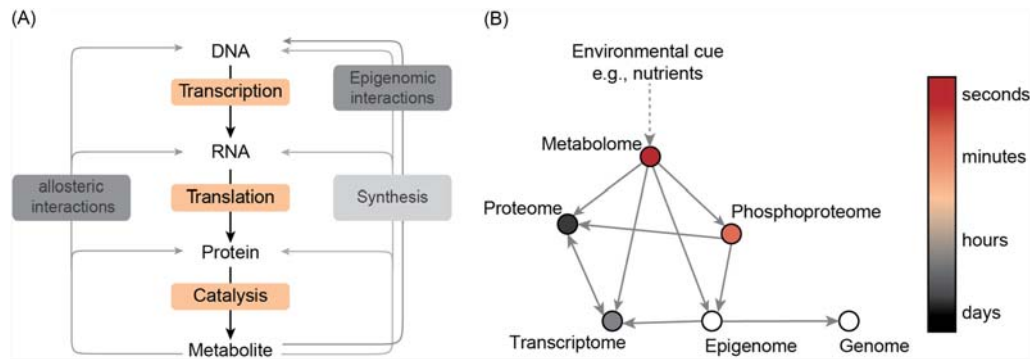 (A)
DNA
Transcription
Epigenomic
interactions
RNA
allosteric
interactions
Translation
Synthesis
Protein
Catalysis
Metabolite
(B)
Environmental cue
e.g., nutrients
Metabolome
Proteome
Phosphoproteome
Transcriptome
Epigenome
Genome
seconds
minutes
hours
days